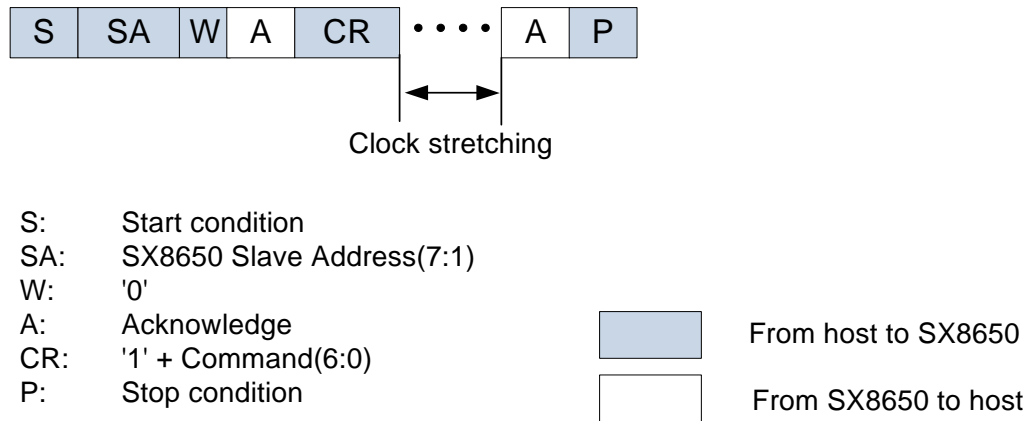 S SA W A CR • • • • A P
Clock stretching
S: Start condition
SA: SX8650 Slave Address(7:1)
W: '0'
A: Acknowledge
CR: '1' + Command(6:0)
P: Stop condition
From host to SX8650
From SX8650 to host